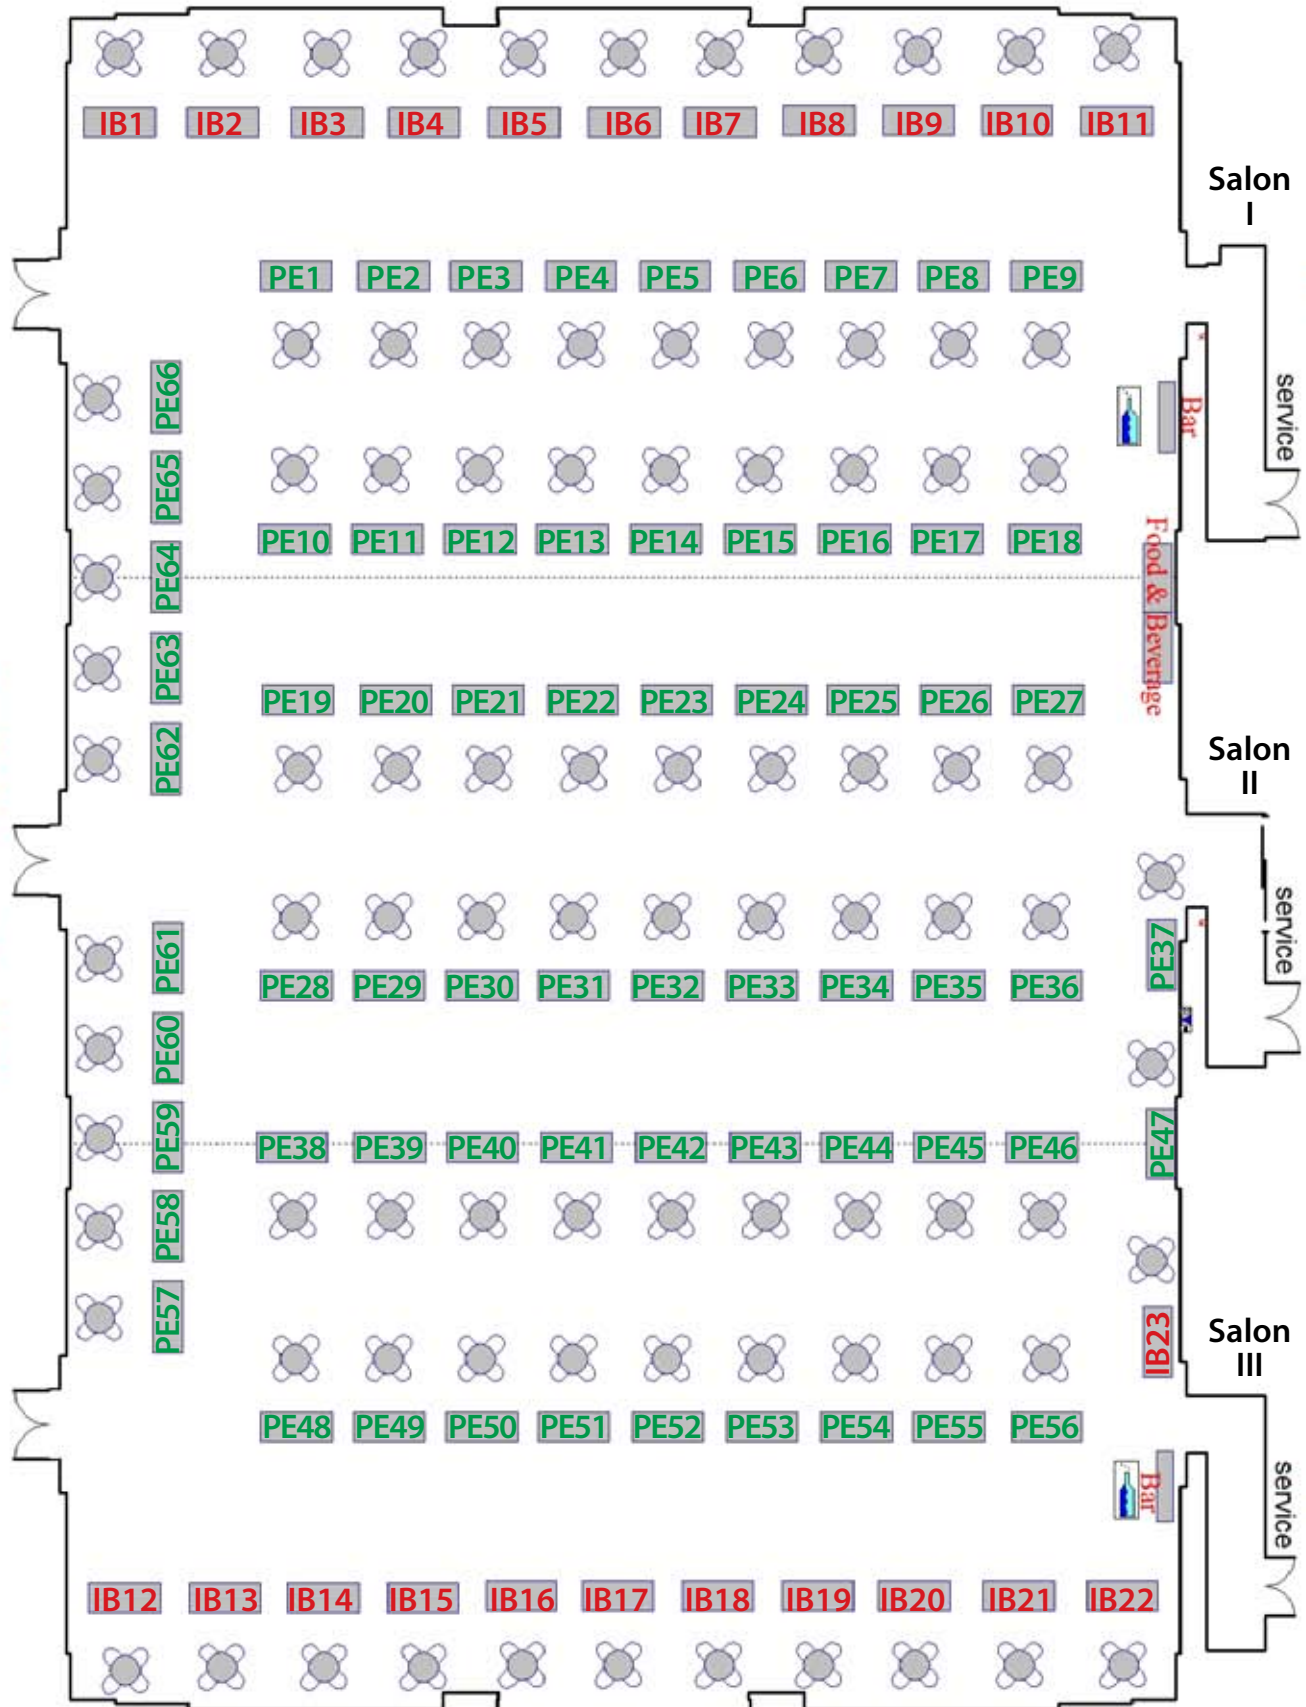 IB1 IB2 IB3 IB4 IB5 IB6 IB7 IB8 IB9 IB10 IB11
Salon
I
PE1 PE2 PE3 PE4 PE5 PE6 PE7 PE8 PE9
PE66
Bar
service
PE65
PE10 PE11 PE12 PE13 PE14 PE15 PE16 PE17 PE18
PE64
Food & Beverage
PE63
PE19 PE20 PE21 PE22 PE23 PE24 PE25 PE26 PE27
PE62
Salon
II
PE61
PE37
service
PE28 PE29 PE30 PE31 PE32 PE33 PE34 PE35 PE36
PE60
PE59
PE38 PE39 PE40 PE41 PE42 PE43 PE44 PE45 PE46
PE47
PE58
PE57
IB23
Salon
III
PE48 PE49 PE50 PE51 PE52 PE53 PE54 PE55 PE56
Bar
service
IB12 IB13 IB14 IB15 IB16 IB17 IB18 IB19 IB20 IB21 IB22